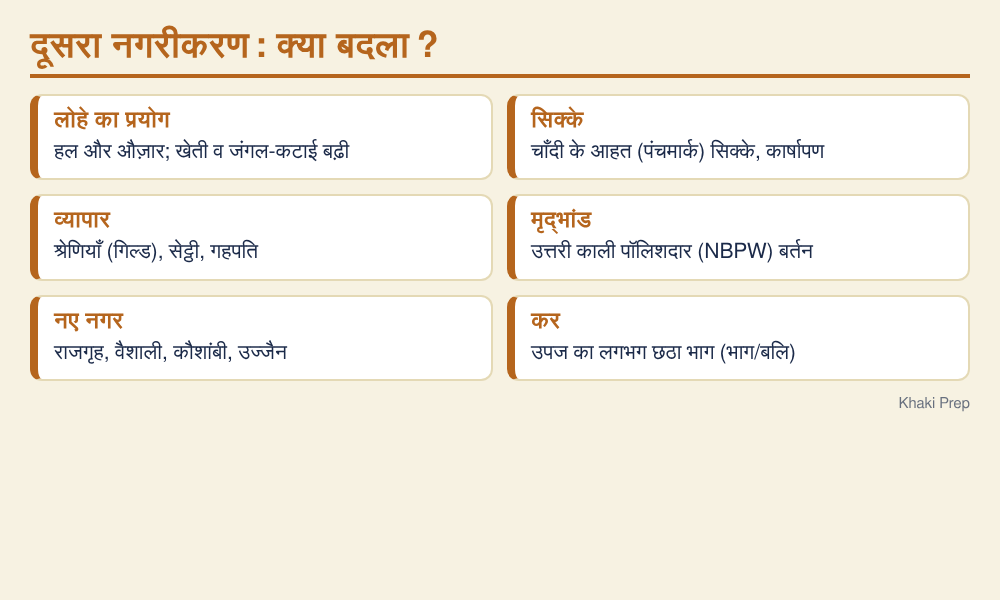 दूसरा नगरीकरण : क्या बदला ?
लोहे का प्रयोग
हल और औज़ार; खेती व जंगल-कटाई बढ़ी
सिक्के
चाँदी के आहत (पंचमार्क) सिक्के, कार्षापण
व्यापार
श्रेणियाँ (गिल्ड), सेट्ठी, गहपति
मृद्‌भांड
उत्तरी काली पॉलिशदार (NBPW) बर्तन
नए नगर
राजगृह, वैशाली, कौशांबी, उज्जैन
कर
उपज का लगभग छठा भाग (भाग/बलि)
Khaki Prep